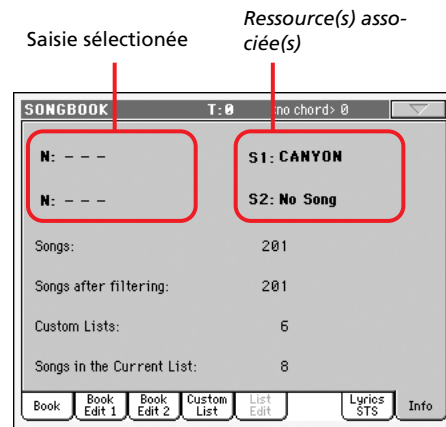 Saisie sélectionée
Ressource(s) asso-
ciée(s)
SONGBOOK T:0 <no chord> 0
N: – – – S1: CANYON
N: – – – S2: No Song
Songs: 201
Songs after filtering: 201
Custom Lists: 6
Songs in the Current List: 8
Book Book Edit 1 Book Edit 2 Custom List List Edit Lyrics STS Info